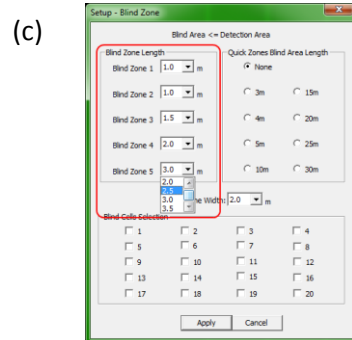 (c)
Setup - Blind Zone
Blind Area <= Detection Area
Blind Zone Length
Quick Zones Blind Area Length
Blind Zone 1 1.0 m
None
Blind Zone 2 1.0 m
3m 15m
Blind Zone 3 1.5 m
4m 20m
Blind Zone 4 2.0 m
5m 25m
Blind Zone 5 3.0 m
10m 30m
2.0
2.5
3.0
3.5
ne Width: 2.0 m
Blind Cells Selection
1 2 3 4
5 6 7 8
9 10 11 12
13 14 15 16
17 18 19 20
Apply Cancel